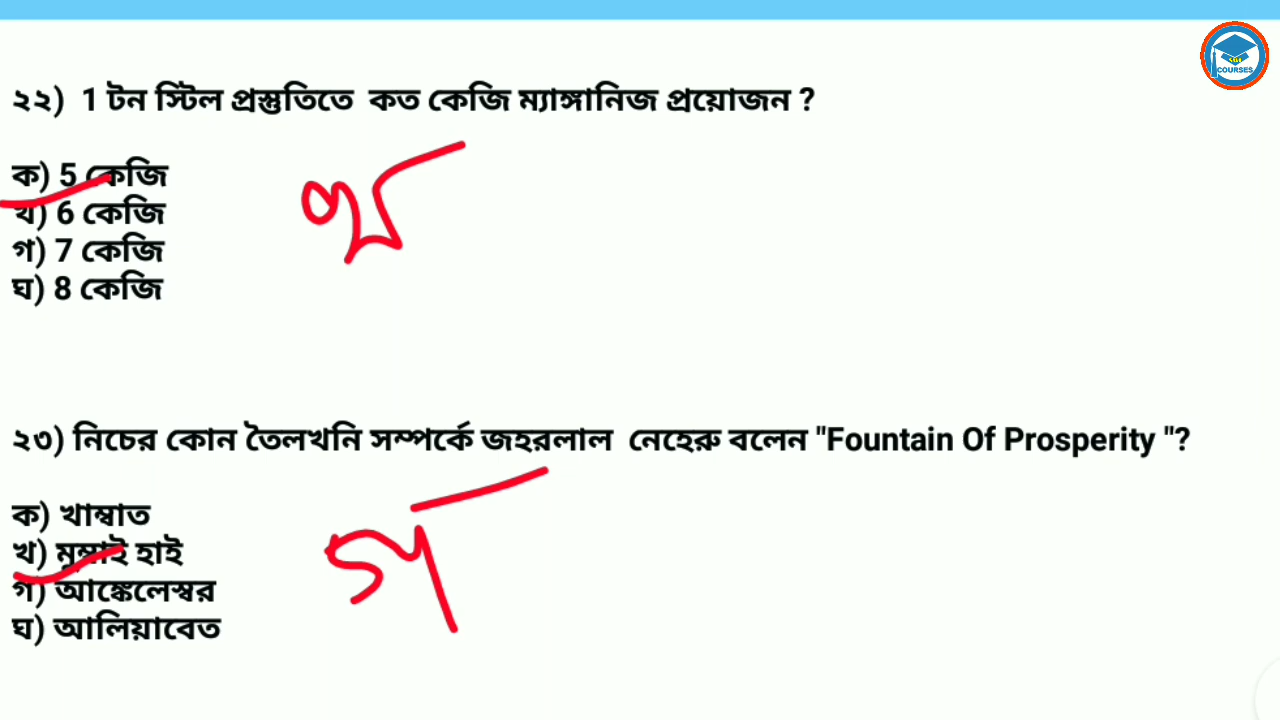 COURSES
২২) 1 টন স্টিল প্রস্তুতিতে কত কেজি ম্যাঙ্গানিজ প্রয়োজন ?
ক) 5 কেজি
খ) 6 কেজি
গ) 7 কেজি
ঘ) 8 কেজি
খ
২৩) নিচের কোন তৈলখনি সম্পর্কে জহরলাল নেহেরু বলেন "Fountain Of Prosperity "?
ক) খাম্বাত
খ) মুম্বাই হাই
গ) আঙ্কেলেস্বর
ঘ) আলিয়াবেত
গ